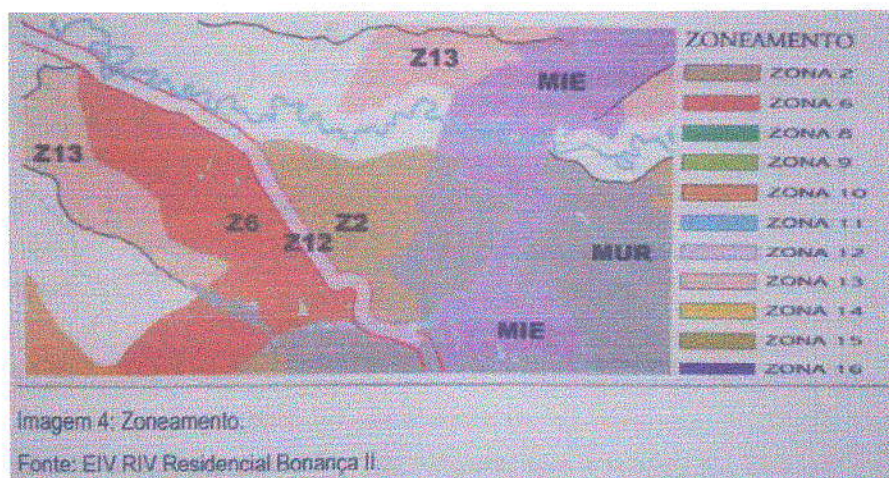 Z13
MIE
Z13
Z6
Z12
Z2
MUR
MIE
ZONEAMENTO
ZONA 2
ZONA 6
ZONA 8
ZONA 9
ZONA 10
ZONA 11
ZONA 12
ZONA 13
ZONA 14
ZONA 15
ZONA 16
Imagem 4: Zoneamento.
Fonte: EIV RIV Residencial Bonança II.